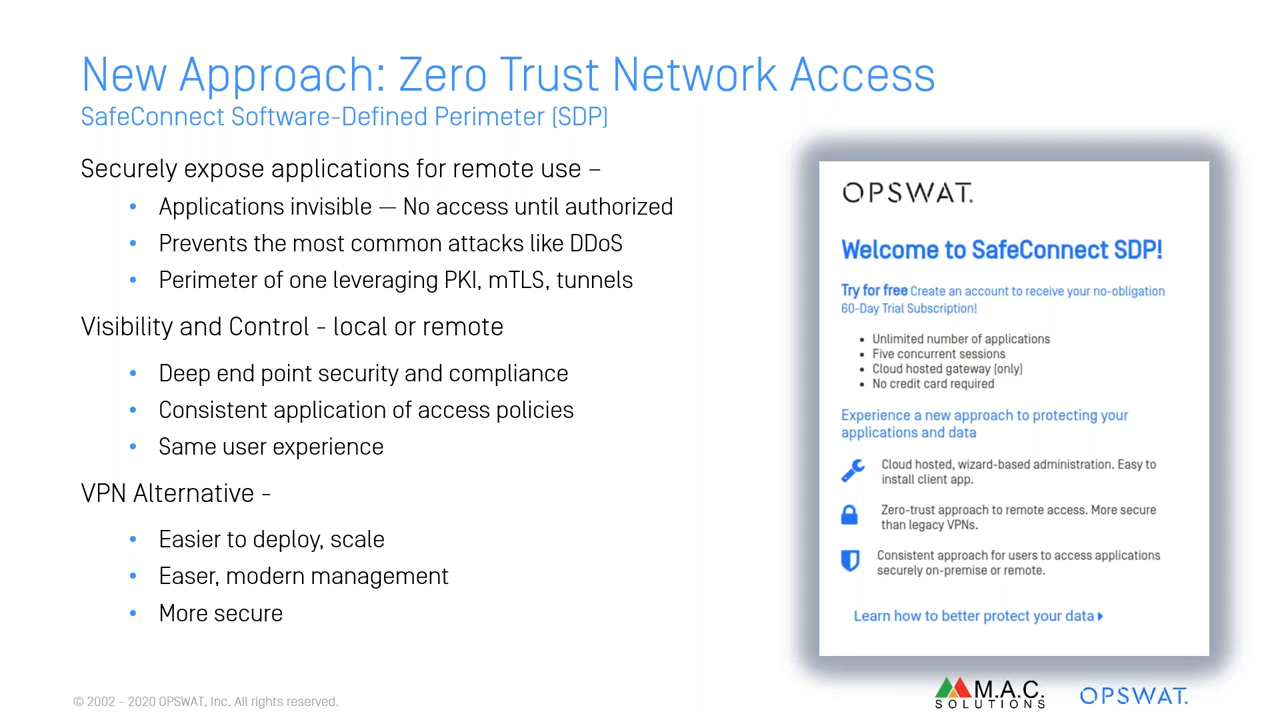 New Approach: Zero Trust Network Access
SafeConnect Software-Defined Perimeter (SDP)
Securely expose applications for remote use –
• Applications invisible — No access until authorized
• Prevents the most common attacks like DDoS
• Perimeter of one leveraging PKI, mTLS, tunnels
Visibility and Control - local or remote
• Deep end point security and compliance
• Consistent application of access policies
• Same user experience
VPN Alternative -
• Easier to deploy, scale
• Easer, modern management
• More secure
OPSWAT.
Welcome to SafeConnect SDP!
Try for free Create an account to receive your no-obligation
60-Day Trial Subscription!
• Unlimited number of applications
• Five concurrent sessions
• Cloud hosted gateway (only)
• No credit card required
Experience a new approach to protecting your
applications and data
Cloud hosted, wizard-based administration. Easy to
install client app.
Zero-trust approach to remote access. More secure
than legacy VPNs.
Consistent approach for users to access applications
securely on-premise or remote.
Learn how to better protect your data
© 2002 - 2020 OPSWAT, Inc. All rights reserved.
M.A.C.
SOLUTIONS
OPSWAT.